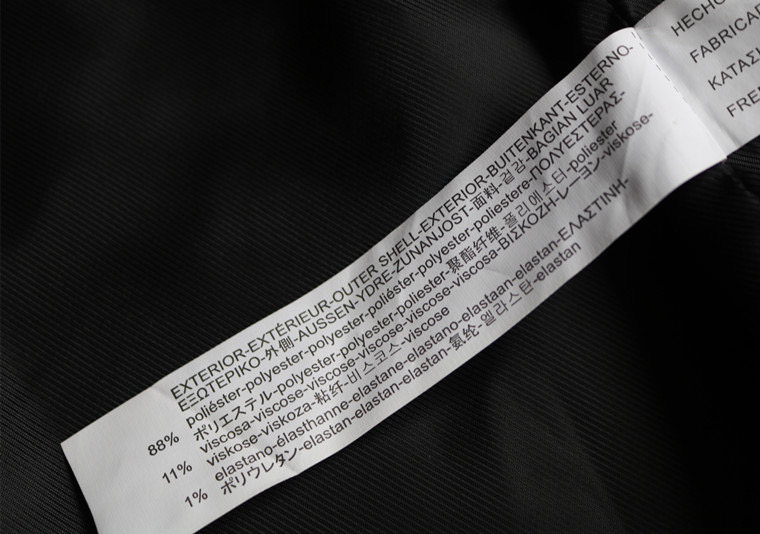 EXTERIOR-EXTÉRIEUR-OUTER SHELL-EXTERIOR-BUITENKANT-ESTERNO-
ΕΞΩΤΕΡΙΚΟ-外側-AUSSEN-YDRE-ZUNANJOST-面料-겉감-BAGIAN LUAR
88% poliéster-polyester-polyester-poliéster-polyester-poliestere-ΠΟΛΥΕΣΤΕΡΑΣ-
ポリエステル-polyester-polyester-poliester-聚酯纤维-폴리에스터-poliester
11% viscosa-viscose-viscose-viscose-viscose-viscosa-ΒΙΣΚΟΖΗ-レーヨン-viskose-
viskose-viskoza-粘纤-비스코스-viscose
1% elastano-élasthanne-elastane-elastano-elastaan-elastan-ΕΛΑΣΤΙΝΗ-
ポリウレタン-elastan-elastan-elastan-氨纶-엘라스탄-elastan
HECHO
FABRICA
ΚΑΤΑΣ
FRE